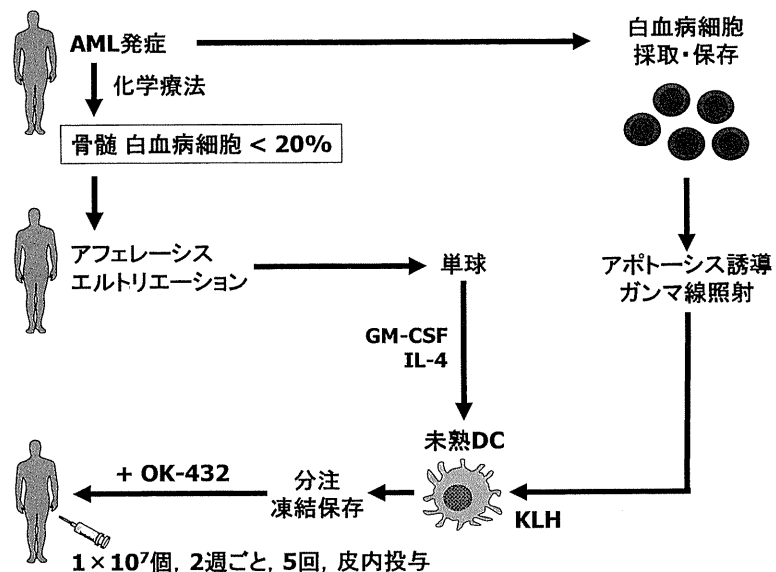 AML発症
白血病細胞
採取・保存
化学療法
骨髄 白血病細胞 < 20%
アフェレーシス
エルトリエーション
単球
アポトーシス誘導
ガンマ線照射
GM-CSF
IL-4
未熟DC
+ OK-432
分注
凍結保存
KLH
1×10⁷個, 2週ごと, 5回, 皮内投与